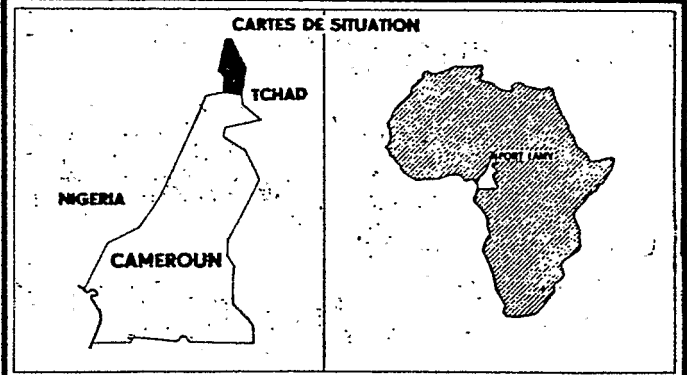 CARTES DE SITUATION
TCHAD
NIGERIA
CAMEROUN
FORT LAMY